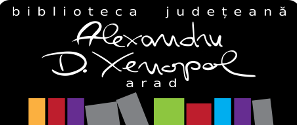 biblioteca județeană
Alexandru
D. Xenopol
arad